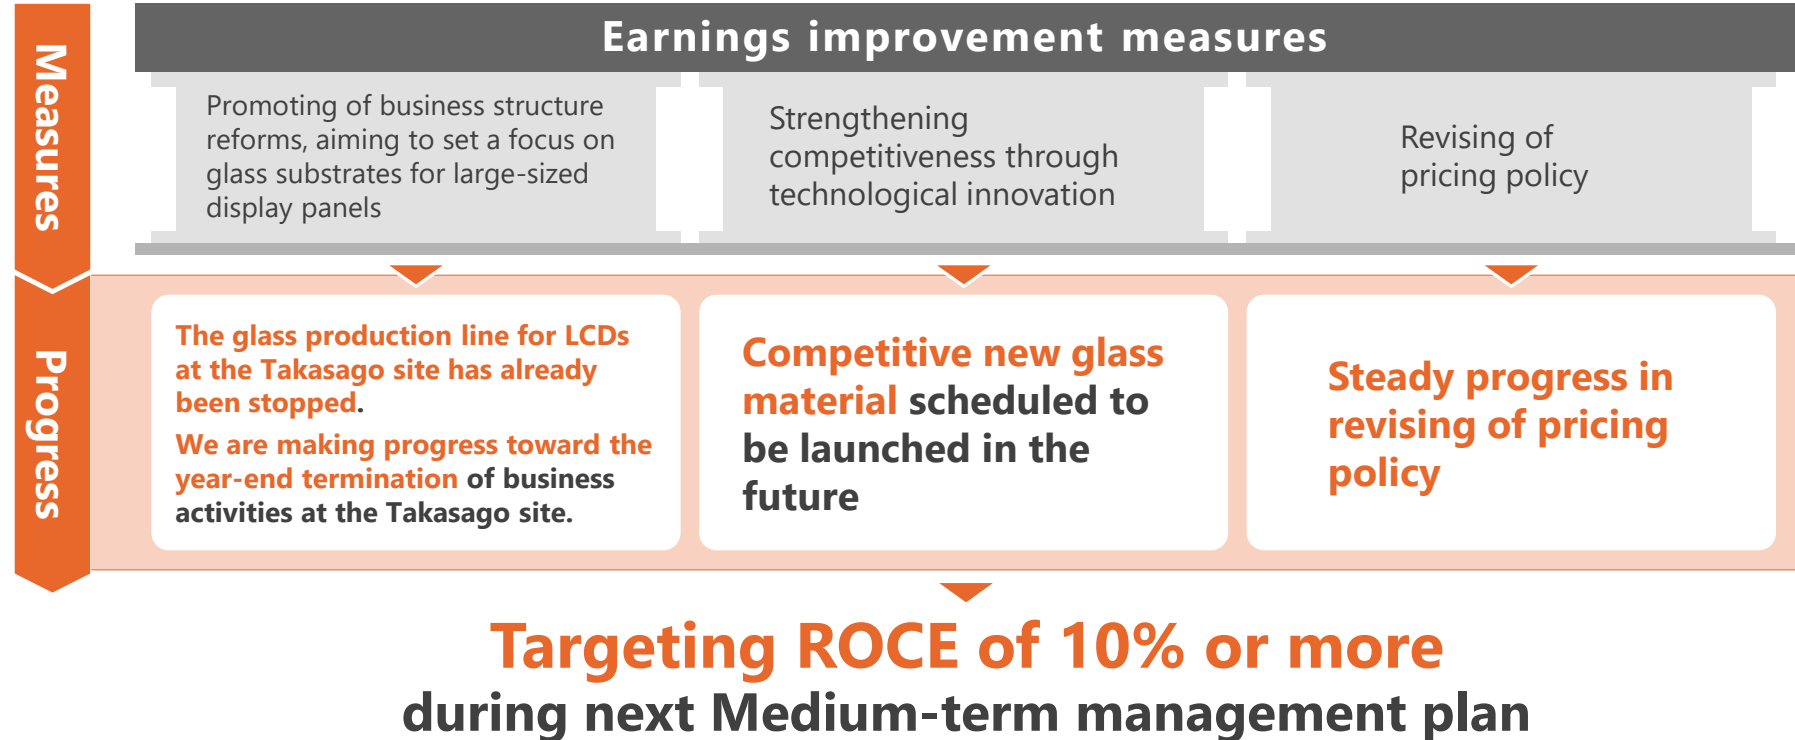 Measures
Earnings improvement measures
Promoting of business structure
reforms, aiming to set a focus on
glass substrates for large-sized
display panels
Strengthening
competitiveness through
technological innovation
Revising of
pricing policy
Progress
The glass production line for LCDs
at the Takasago site has already
been stopped.
We are making progress toward the
year-end termination of business
activities at the Takasago site.
Competitive new glass
material scheduled to
be launched in the
future
Steady progress in
revising of pricing
policy
Targeting ROCE of 10% or more
during next Medium-term management plan